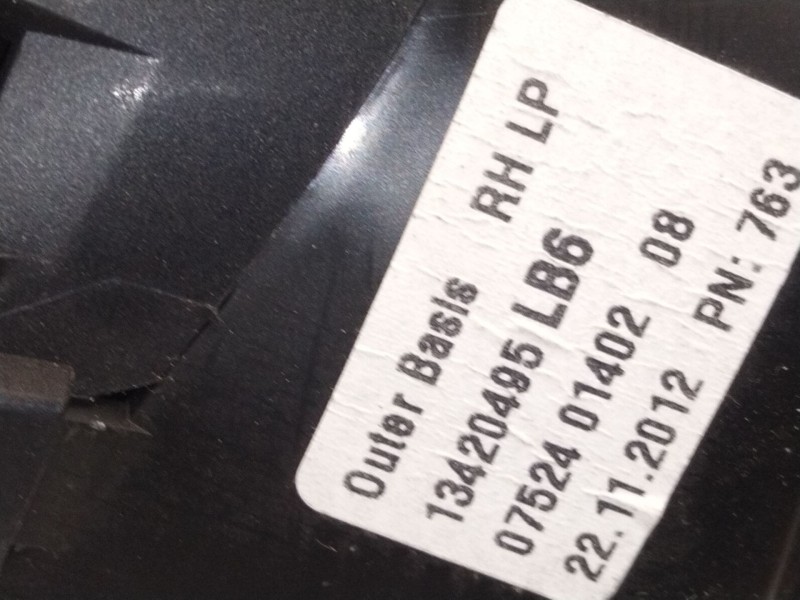 Outer Basis RH LP
13420495 LB6
07524 01402 08
22.11.2012 PN: 763